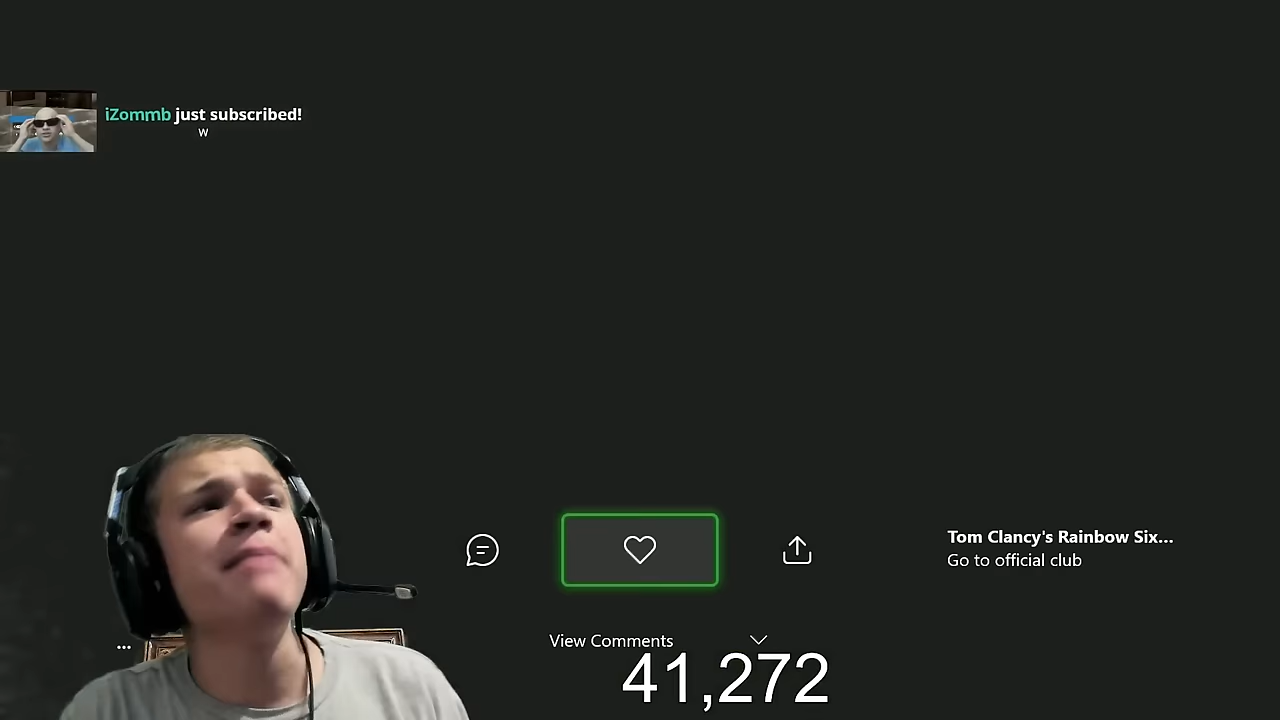 iZommb just subscribed!
w
Tom Clancy's Rainbow Six...
Go to official club
View Comments
41,272